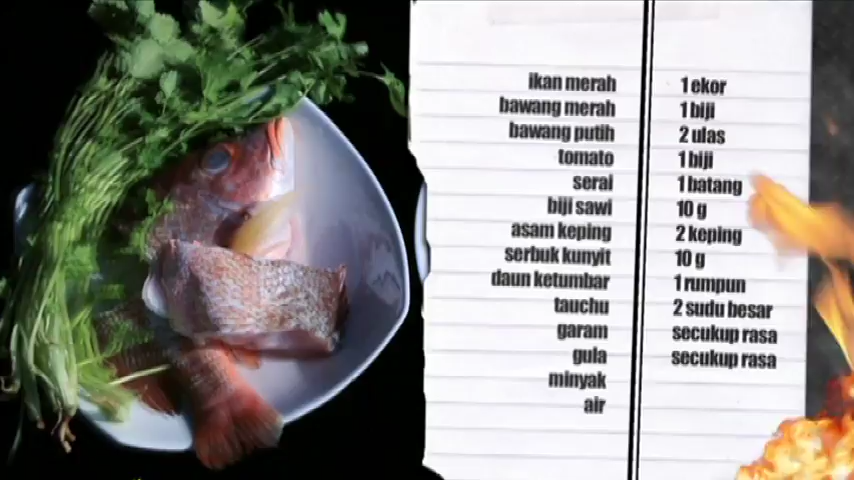 ikan merah 1 ekor
bawang merah 1 biji
bawang putih 2 ulas
tomato 1 biji
serai 1 batang
biji sawi 10 g
asam keping 2 keping
serbuk kunyit 10 g
daun ketumbar 1 rumpun
tauchu 2 sudu besar
garam secukup rasa
gula secukup rasa
minyak
air